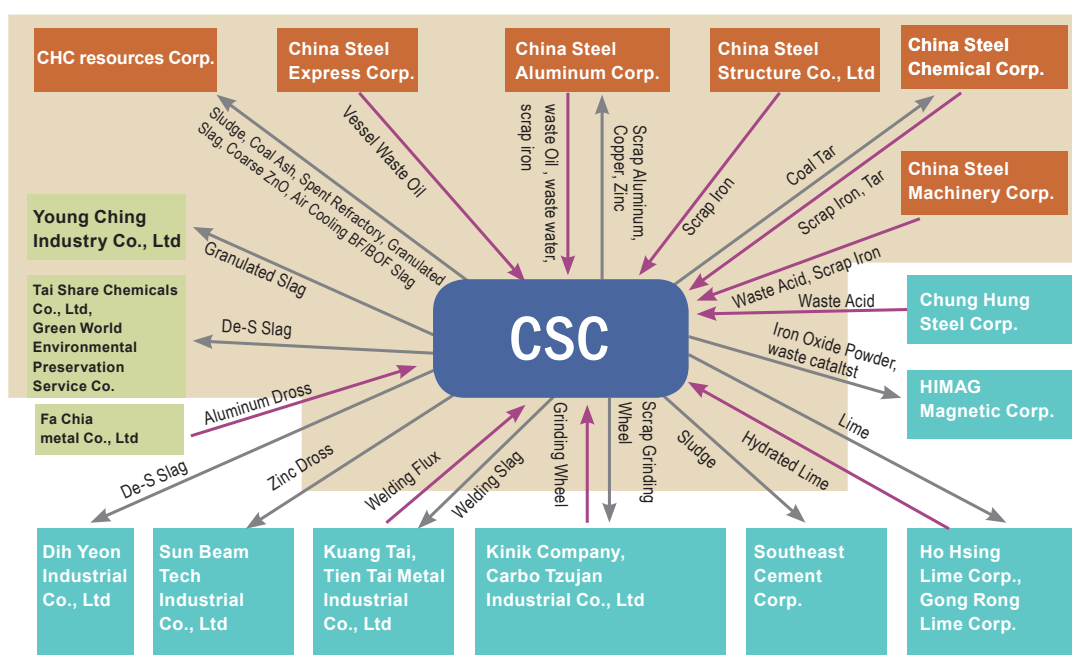 CHC resources Corp.
China Steel
Express Corp.
China Steel
Aluminum Corp.
China Steel
Structure Co., Ltd
China Steel
Chemical Corp.
China Steel
Machinery Corp.
Sludge, Coal Ash, Spent Refractory, Granulated
Slag, Coarse ZnO, Air Cooling BF/BOF Slag
Vessel Waste Oil
waste Oil , waste water,
scrap iron
Scrap Aluminum,
Copper, Zinc
Scrap Iron
Coal Tar
Scrap Iron, Tar
Waste Acid, Scrap Iron
Young Ching
Industry Co., Ltd
Granulated Slag
Tai Share Chemicals
Co., Ltd,
Green World
Environmental
Preservation
Service Co.
De-S Slag
Fa Chia
metal Co., Ltd
Aluminum Dross
CSC
Waste Acid
Chung Hung
Steel Corp.
Iron Oxide Powder,
waste cataltst
HIMAG
Magnetic Corp.
De-S Slag
Zinc Dross
Welding Flux
Welding Slag
Grinding Wheel
Scrap Grinding
Wheel
Sludge
Hydrated Lime
Lime
Dih Yeon
Industrial
Co., Ltd
Sun Beam
Tech
Industrial
Co., Ltd
Kuang Tai,
Tien Tai Metal
Industrial
Co., Ltd
Kinik Company,
Carbo Tzujan
Industrial Co., Ltd
Southeast
Cement
Corp.
Ho Hsing
Lime Corp.,
Gong Rong
Lime Corp.